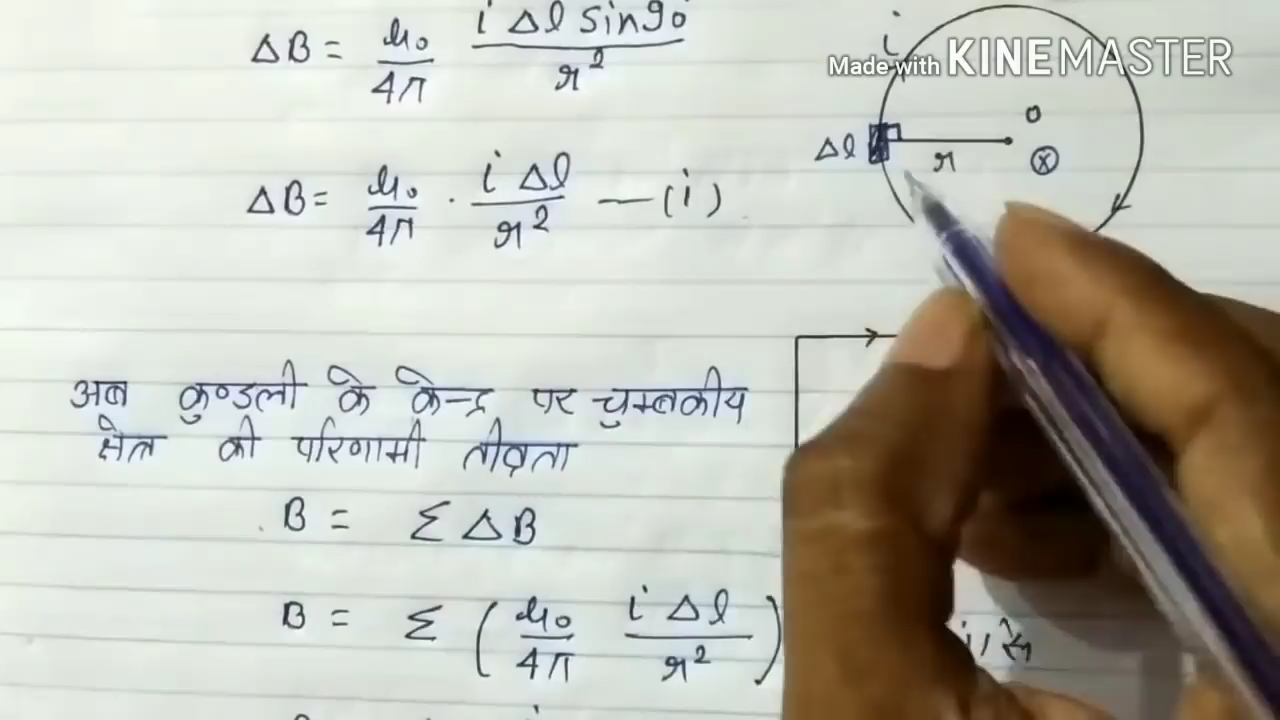 ΔB = μ₀/4π i Δl sin90/r²
i
Made with KINEMASTER
o
Δl
r
ⓧ
ΔB = μ₀/4π · i Δl/r² —(i)
अब कुण्डली के केन्द्र पर चुम्बकीय
क्षेत्र की परिणामी तीव्रता
B = Σ ΔB
B = Σ (μ₀/4π i Δl/r²)
से